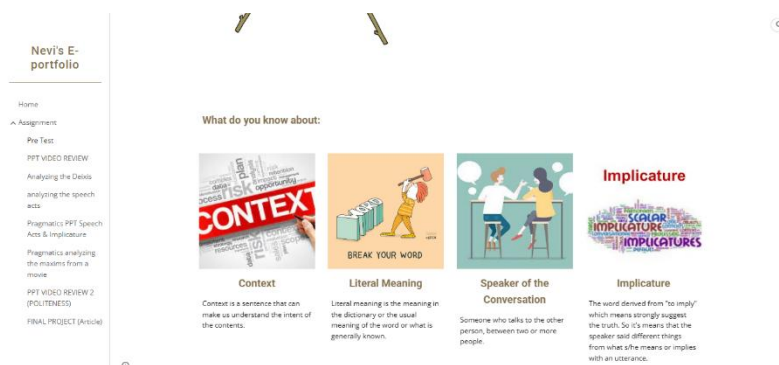 Nevi's E-
portfolio
Home
Assignment
Pre Test
PPT VIDEO REVIEW
Analyzing the Deixis
analyzing the speech
acts
Pragmatics PPT Speech
Acts & Implicature
Pragmatics analyzing
the maxims from a
movie
PPT VIDEO REVIEW 2
(POLITENESS)
FINAL PROJECT (Article)
What do you know about:
plan
risk
opportunity
CONTEXT
resources
WORD
BREAK YOUR WORD
Implicature
SCALAR
IMPLICATURE
IMPLICATURES
Context
Context is a sentence that can
make us understand the intent of
the contents.
Literal Meaning
Literal meaning is the meaning in
the dictionary or the usual
meaning of the word or what is
generally known.
Speaker of the
Conversation
Someone who talks to the other
person, between two or more
people.
Implicature
The word derived from "to imply"
which means strongly suggest
the truth. So it's means that the
speaker said different things
from what s/he means or implies
with an utterance.